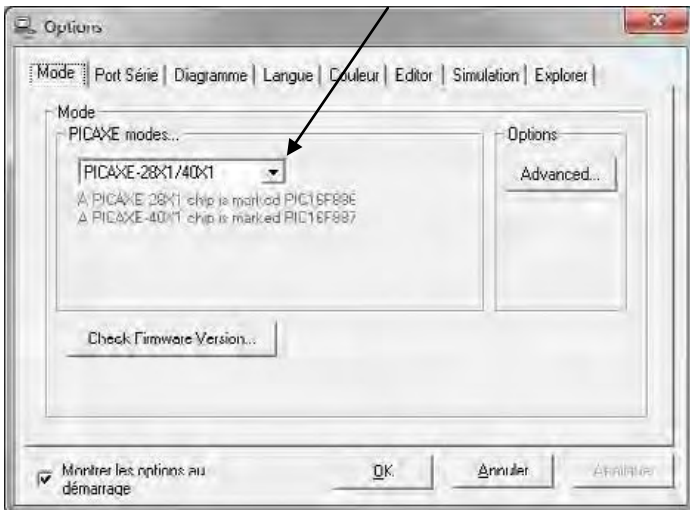 Options
Mode Port Série Diagramme Langue Couleur Editor Simulation Explorer
Mode
PICAXE modes...
Options
PICAXE-28X1/40X1
Advanced...
A PICAXE-28X1 chip is marked PIC16F886
A PICAXE-40X1 chip is marked PIC16F887
Check Firmware Version...
Montrer les options au
démarrage
OK
Annuler